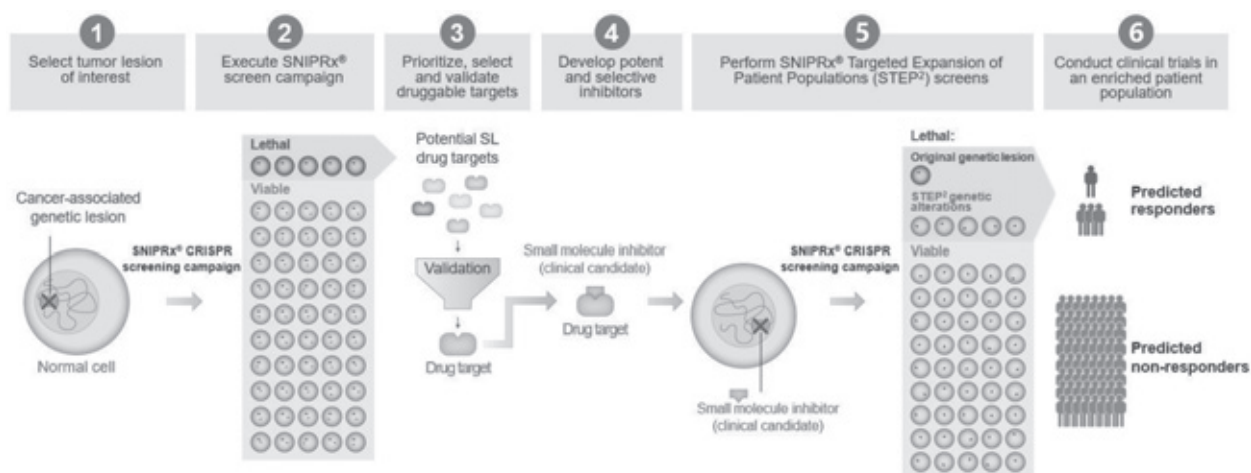 1
Select tumor lesion
of interest
2
Execute SNIPRx®
screen campaign
3
Prioritize, select
and validate
druggable targets
4
Develop potent
and selective
inhibitors
5
Perform SNIPRx® Targeted Expansion of
Patient Populations (STEP²) screens
6
Conduct clinical trials in
an enriched patient
population
Cancer-associated
genetic lesion
Normal cell
SNIPRx® CRISPR
screening campaign
Lethal
Viable
Potential SL
drug targets
Validation
Drug target
Small molecule inhibitor
(clinical candidate)
Drug target
Small molecule inhibitor
(clinical candidate)
SNIPRx® CRISPR
screening campaign
Lethal:
Original genetic lesion
STEP² genetic
alterations
Viable
Predicted
responders
Predicted
non-responders